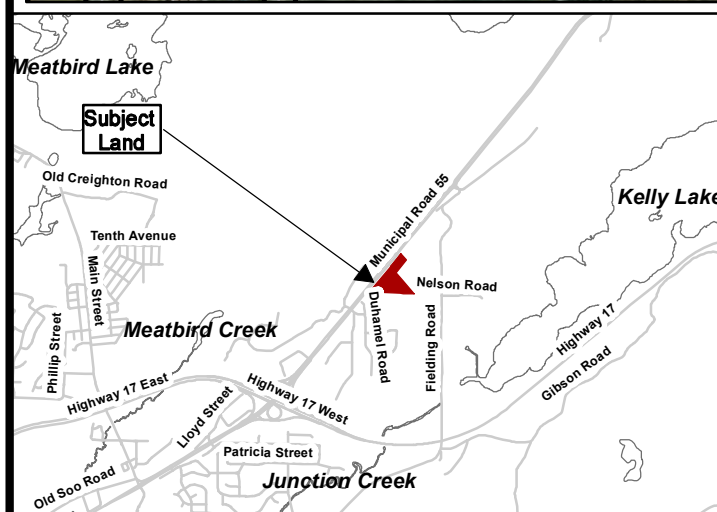 Meatbird Lake
Subject
Land
Old Creighton Road
Kelly Lake
Municipal Road 55
Tenth Avenue
Main Street
Nelson Road
Duhamel Road
Fielding Road
Phillip Street
Meatbird Creek
Highway 17
Gibson Road
Highway 17 East
Highway 17 West
Lloyd Street
Patricia Street
Old Soo Road
Junction Creek